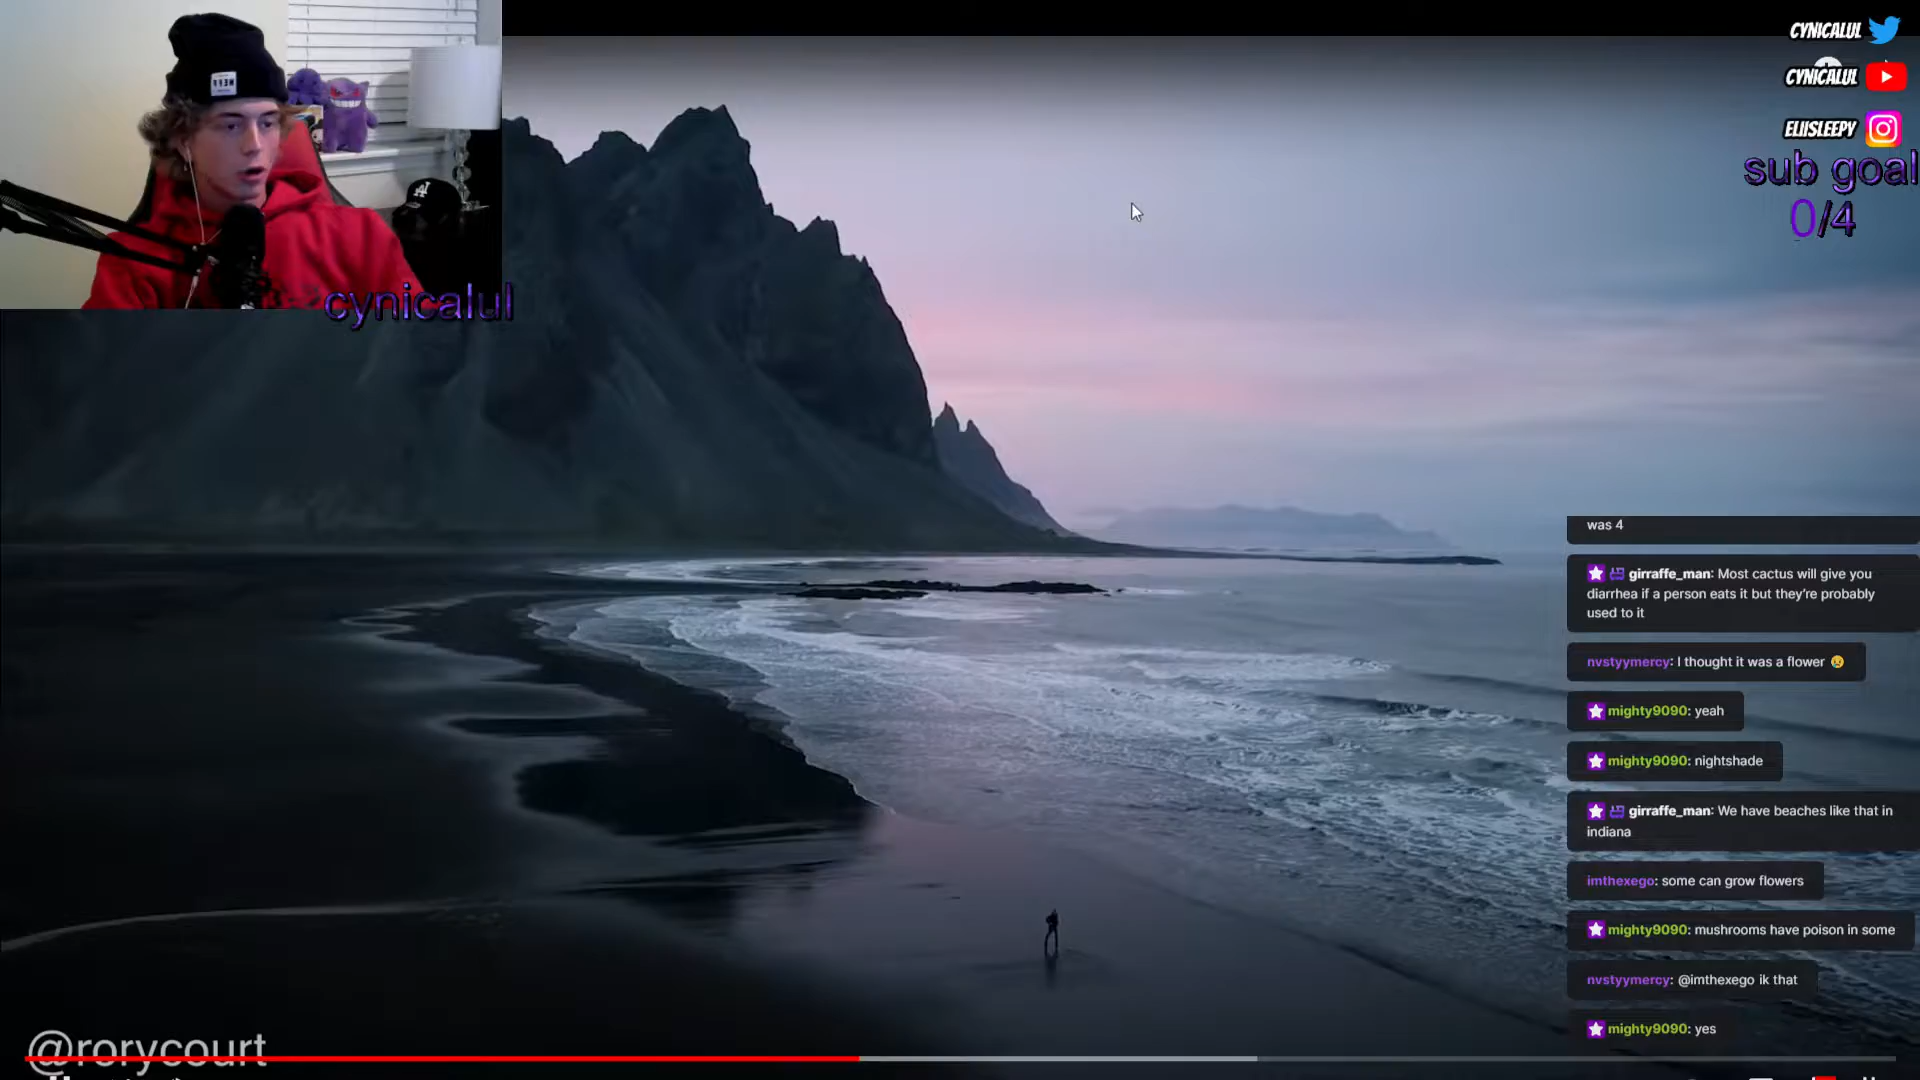 CYNICALUL
CYNICALUL
ELIISLEEPY
sub goal
0/4
cynicalul
was 4
girraffe_man: Most cactus will give you
diarrhea if a person eats it but they're probably
used to it
nvstyymercy: I thought it was a flower 😢
mighty9090: yeah
mighty9090: nightshade
girraffe_man: We have beaches like that in
indiana
imthexego: some can grow flowers
mighty9090: mushrooms have poison in some
nvstyymercy: @imthexego ik that
mighty9090: yes
@rorycourt